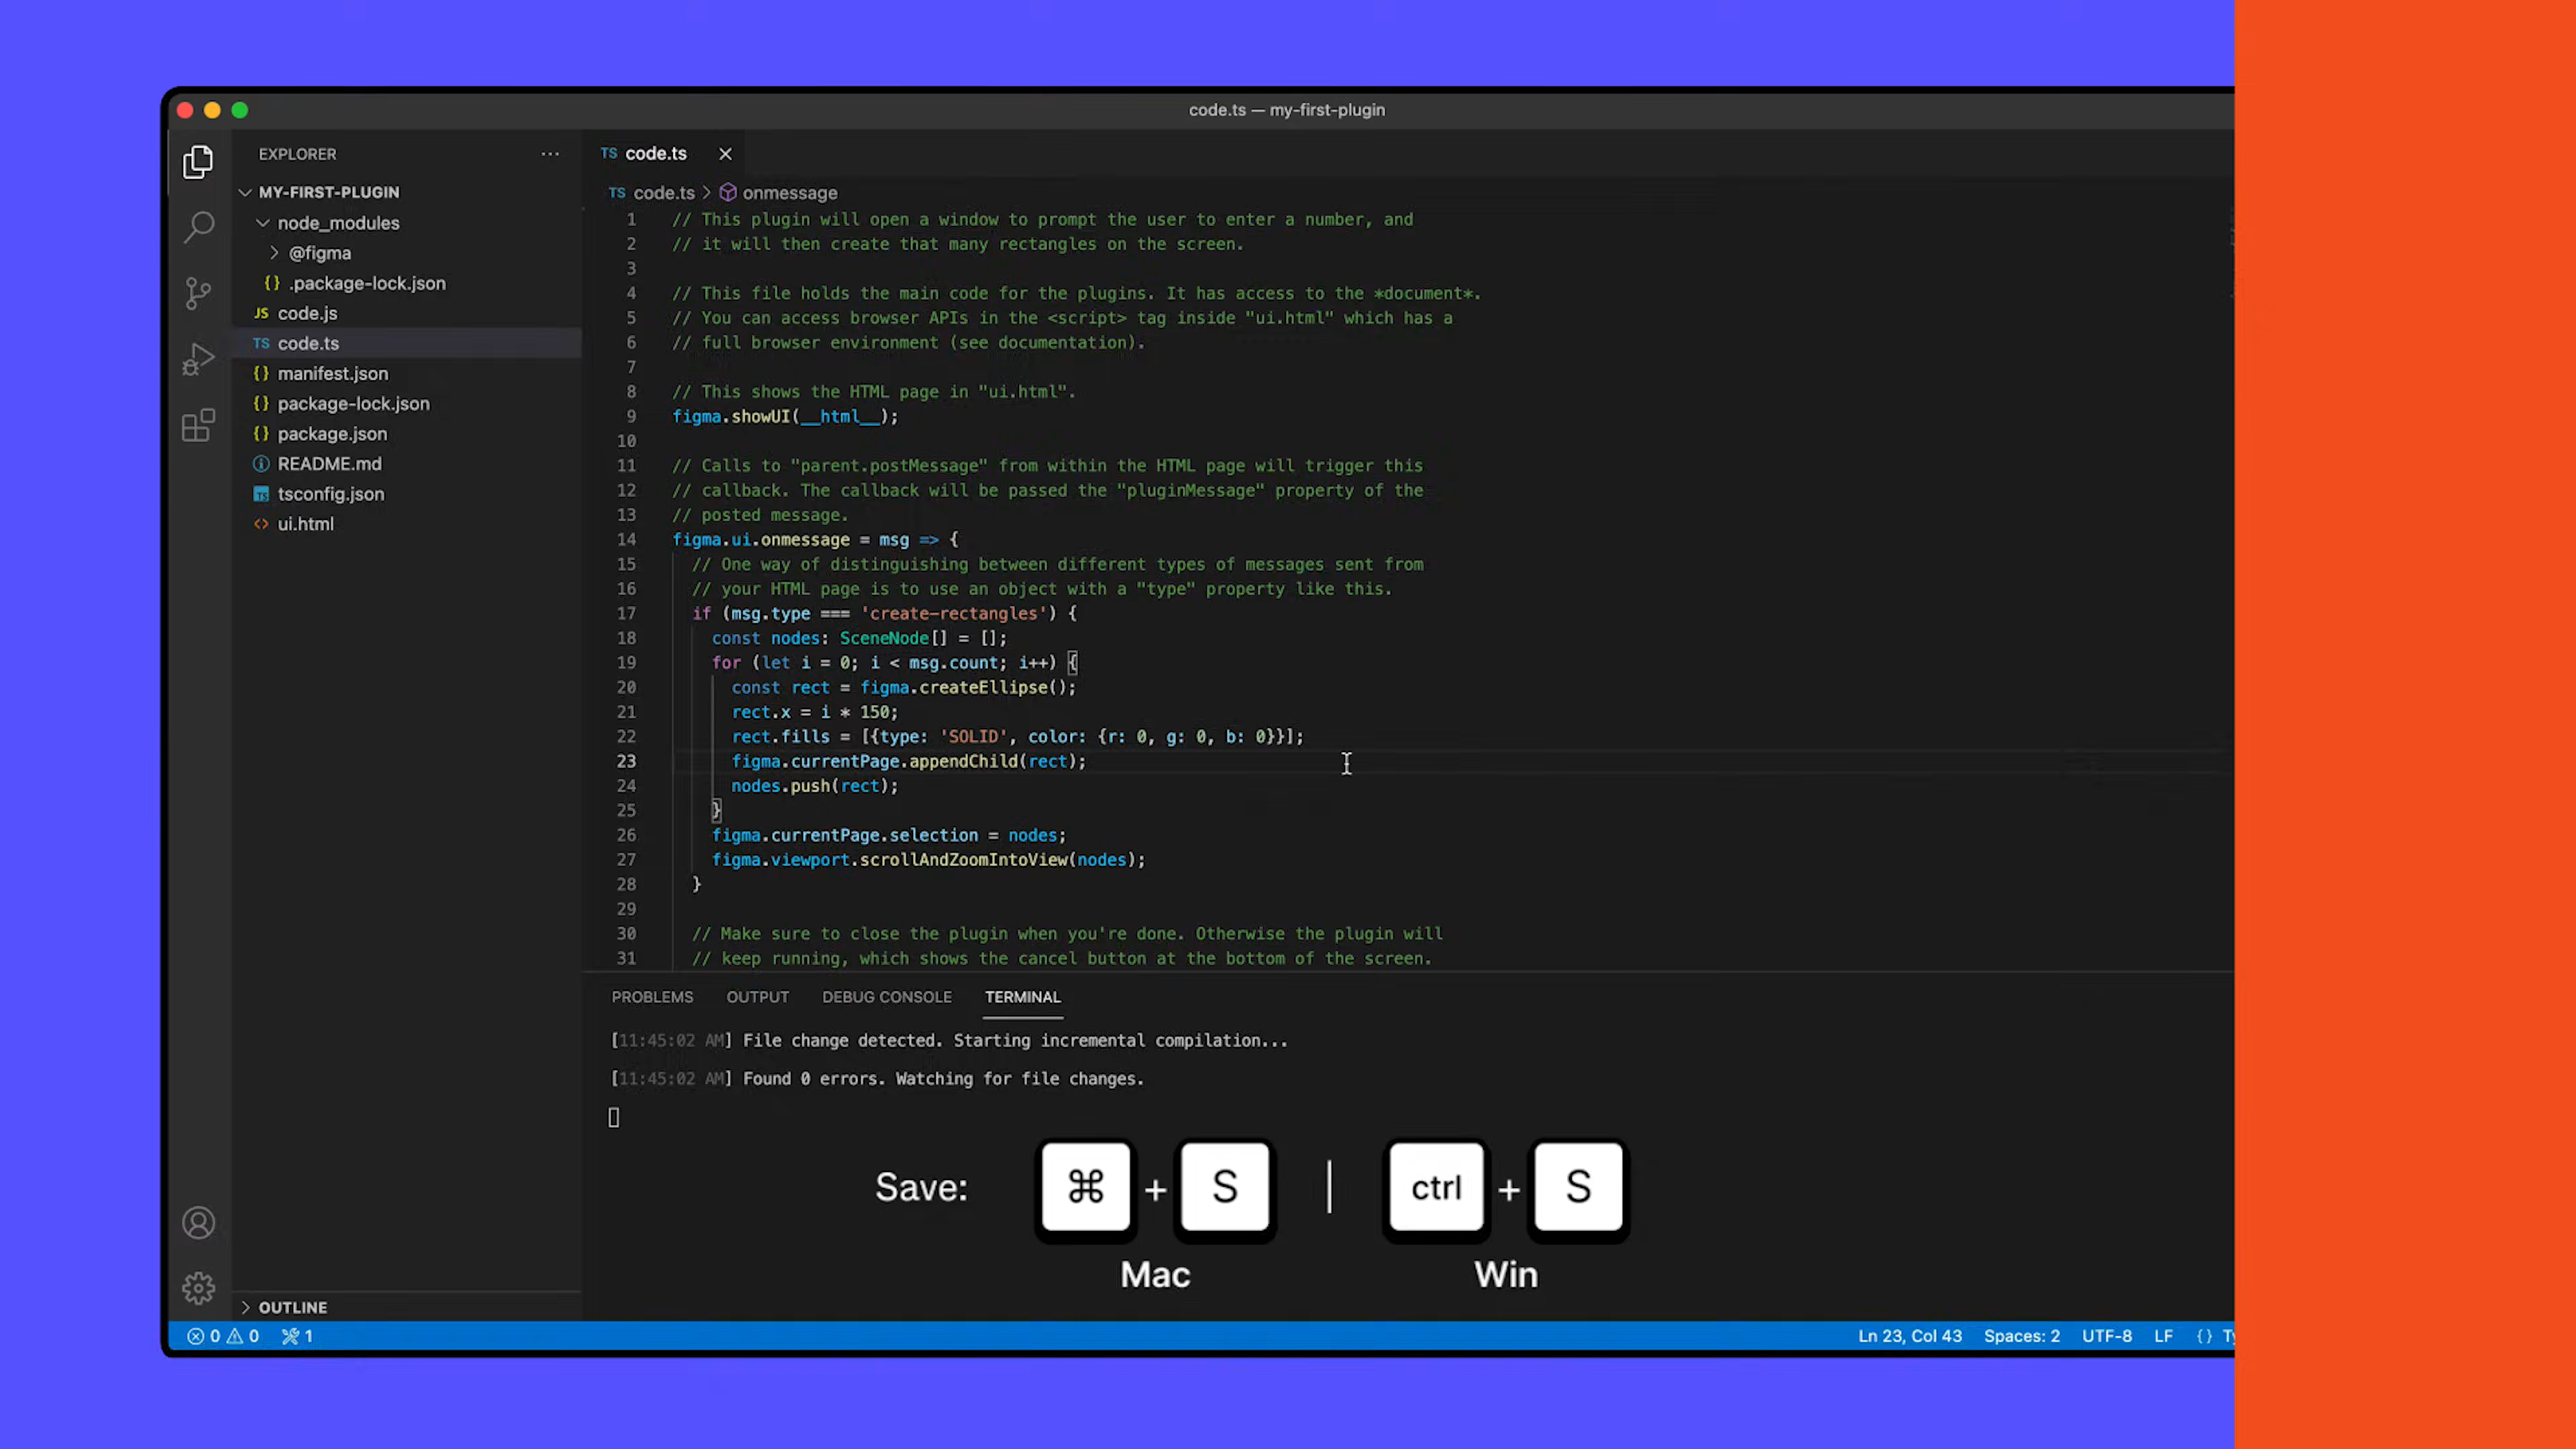 code.ts — my-first-plugin
EXPLORER ···
MY-FIRST-PLUGIN
node_modules
@figma
{} .package-lock.json
JS code.js
TS code.ts
{} manifest.json
{} package-lock.json
{} package.json
README.md
TS tsconfig.json
<> ui.html
OUTLINE
TS code.ts
TS code.ts > onmessage
1 // This plugin will open a window to prompt the user to enter a number, and
2 // it will then create that many rectangles on the screen.
3
4 // This file holds the main code for the plugins. It has access to the *document*.
5 // You can access browser APIs in the <script> tag inside "ui.html" which has a
6 // full browser environment (see documentation).
7
8 // This shows the HTML page in "ui.html".
9 figma.showUI(__html__);
10
11 // Calls to "parent.postMessage" from within the HTML page will trigger this
12 // callback. The callback will be passed the "pluginMessage" property of the
13 // posted message.
14 figma.ui.onmessage = msg => {
15 // One way of distinguishing between different types of messages sent from
16 // your HTML page is to use an object with a "type" property like this.
17 if (msg.type === 'create-rectangles') {
18 const nodes: SceneNode[] = [];
19 for (let i = 0; i < msg.count; i++) {
20 const rect = figma.createEllipse();
21 rect.x = i * 150;
22 rect.fills = [{type: 'SOLID', color: {r: 0, g: 0, b: 0}}];
23 figma.currentPage.appendChild(rect);
24 nodes.push(rect);
25 }
26 figma.currentPage.selection = nodes;
27 figma.viewport.scrollAndZoomIntoView(nodes);
28 }
29
30 // Make sure to close the plugin when you're done. Otherwise the plugin will
31 // keep running, which shows the cancel button at the bottom of the screen.
PROBLEMS OUTPUT DEBUG CONSOLE TERMINAL
[11:45:02 AM] File change detected. Starting incremental compilation...
[11:45:02 AM] Found 0 errors. Watching for file changes.
Save: ⌘ + S | ctrl + S
Mac Win
0 0 1 Ln 23, Col 43 Spaces: 2 UTF-8 LF {}